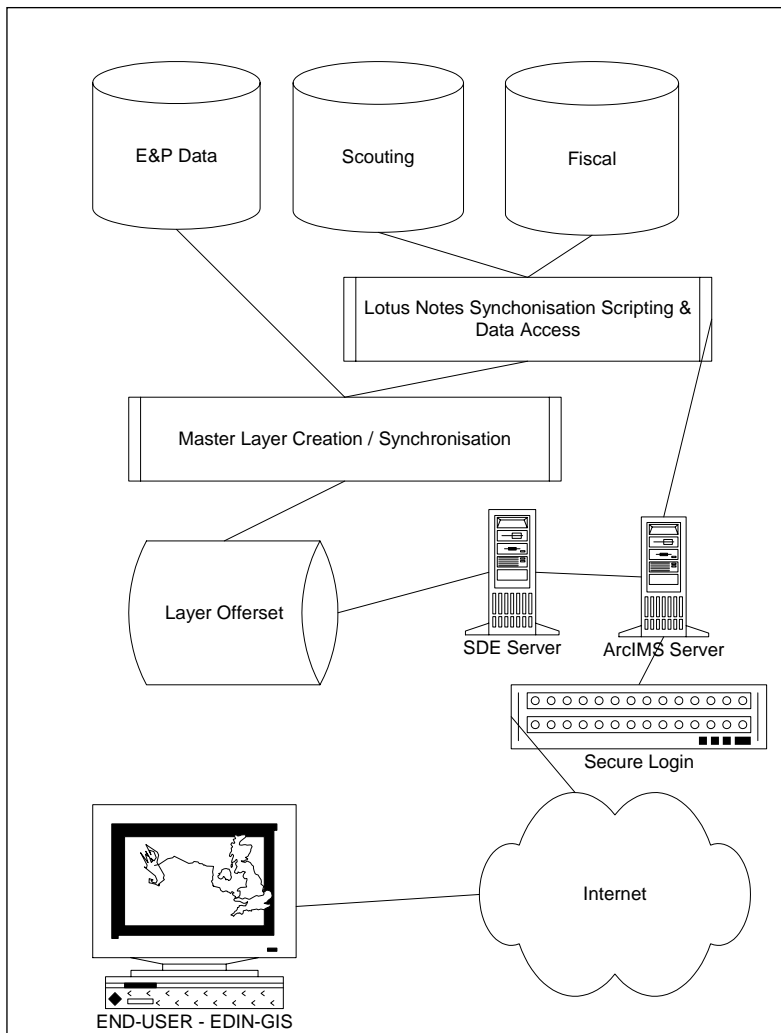 E&P Data
Scouting
Fiscal
Lotus Notes Synchonisation Scripting &
Data Access
Master Layer Creation / Synchronisation
Layer Offerset
SDE Server
ArcIMS Server
Secure Login
Internet
END-USER - EDIN-GIS